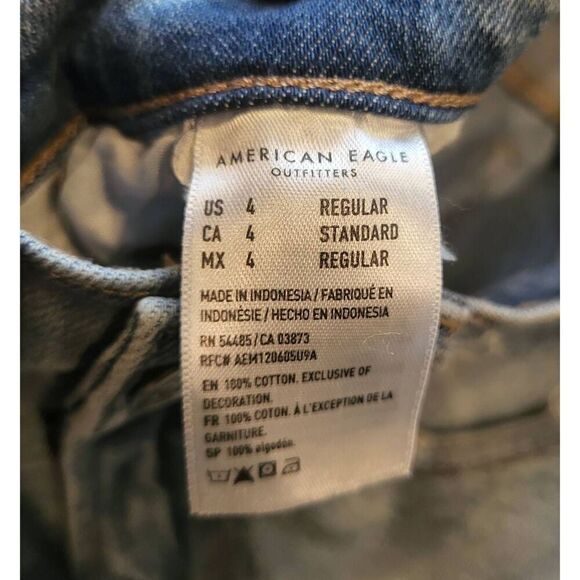 AMERICAN EAGLE
OUTFITTERS
US 4 REGULAR
CA 4 STANDARD
MX 4 REGULAR
MADE IN INDONESIA / FABRIQUÉ EN
INDONÉSIE / HECHO EN INDONESIA
RN 54485 / CA 03873
RFC# AEM120605U9A
EN 100% COTTON. EXCLUSIVE OF
DECORATION.
FR 100% COTON. À L'EXCEPTION DE LA
GARNITURE.
SP 100% algodón.